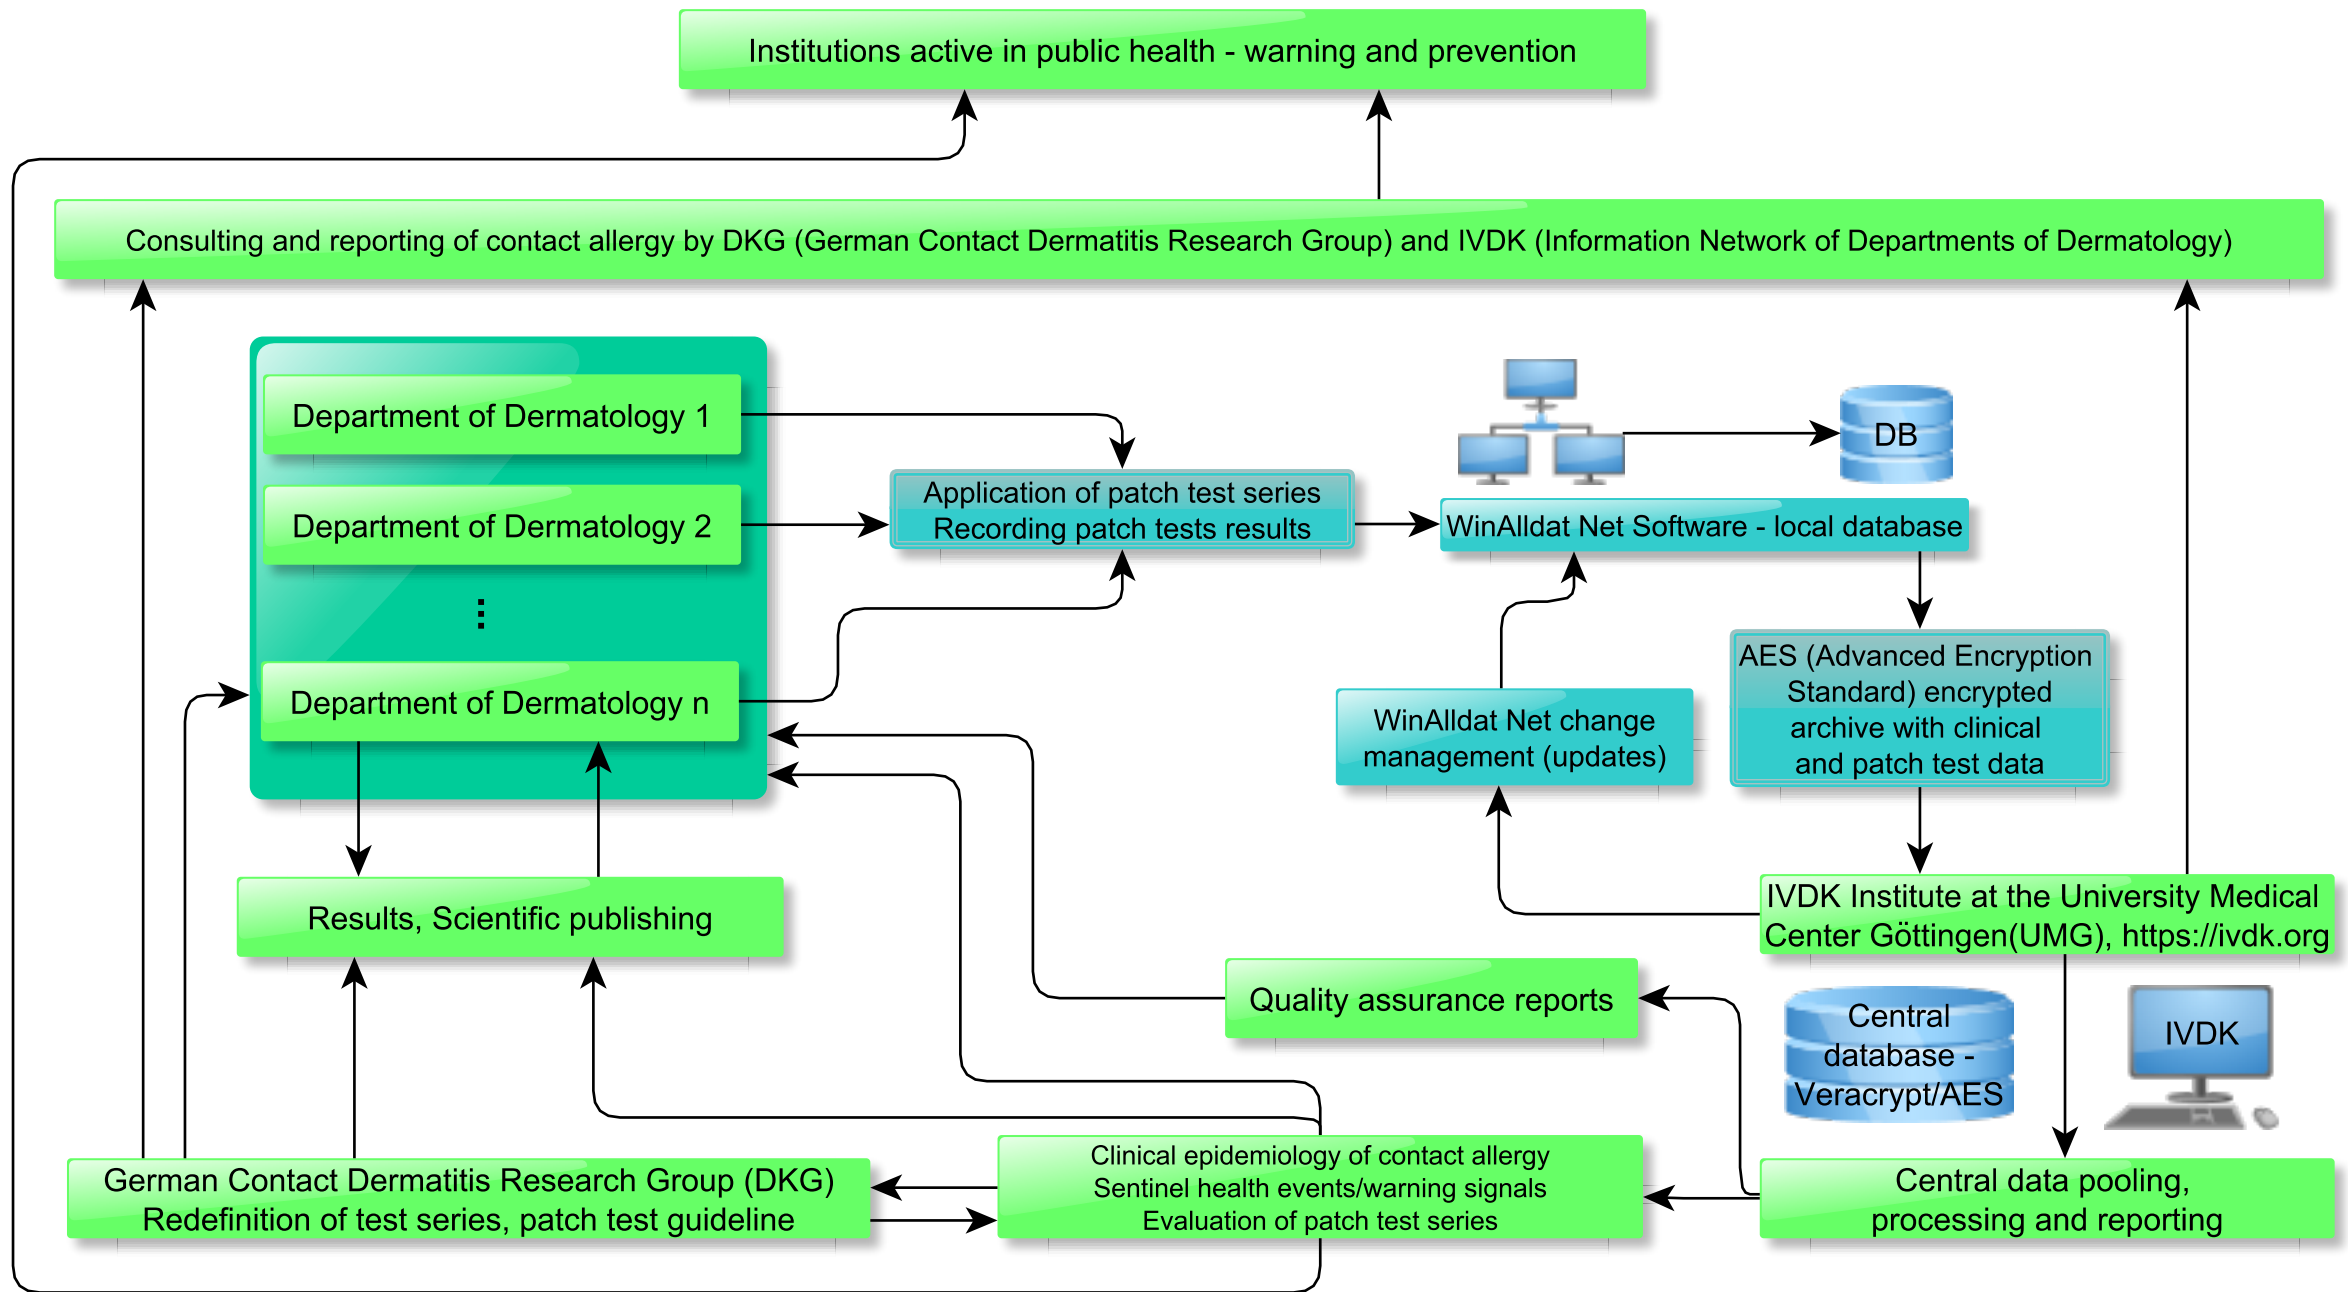 Institutions active in public health - warning and prevention
Consulting and reporting of contact allergy by DKG (German Contact Dermatitis Research Group) and IVDK (Information Network of Departments of Dermatology)
Department of Dermatology 1
Department of Dermatology 2
...
Department of Dermatology n
Application of patch test series
Recording patch tests results
DB
WinAlldat Net Software - local database
AES (Advanced Encryption
Standard) encrypted
archive with clinical
and patch test data
WinAlldat Net change
management (updates)
Results, Scientific publishing
IVDK Institute at the University Medical
Center Göttingen(UMG), https://ivdk.org
Quality assurance reports
Central
database -
Veracrypt/AES
IVDK
German Contact Dermatitis Research Group (DKG)
Redefinition of test series, patch test guideline
Clinical epidemiology of contact allergy
Sentinel health events/warning signals
Evaluation of patch test series
Central data pooling,
processing and reporting